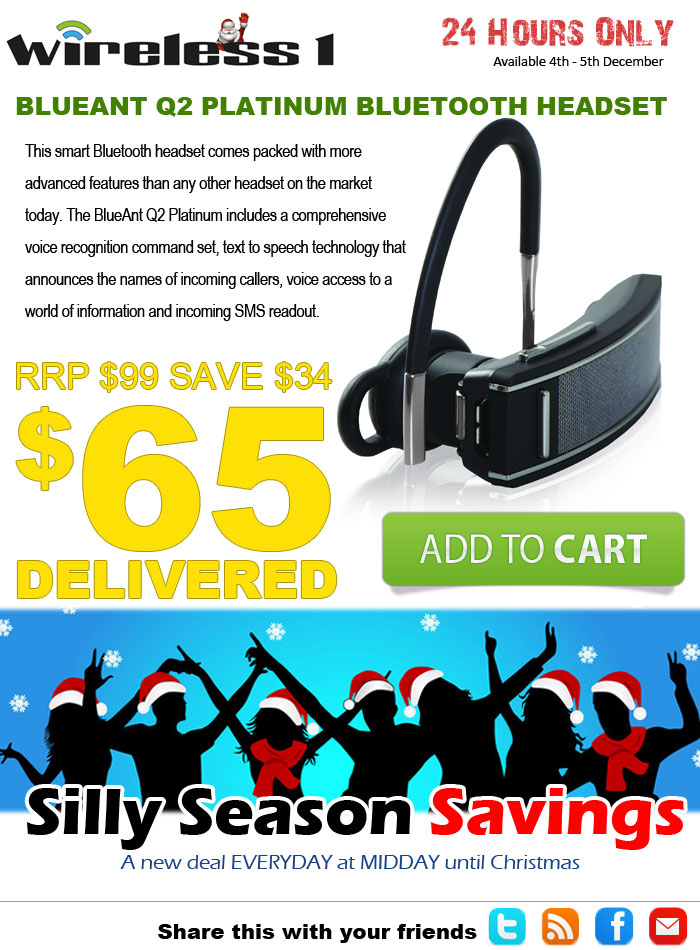 wireless 1
24 HOURS ONLY
Available 4th - 5th December
BLUEANT Q2 PLATINUM BLUETOOTH HEADSET
This smart Bluetooth headset comes packed with more
advanced features than any other headset on the market
today. The BlueAnt Q2 Platinum includes a comprehensive
voice recognition command set, text to speech technology that
announces the names of incoming callers, voice access to a
world of information and incoming SMS readout.
RRP $99 SAVE $34
$65
DELIVERED
ADD TO CART
Silly Season Savings
A new deal EVERYDAY at MIDDAY until Christmas
Share this with your friends